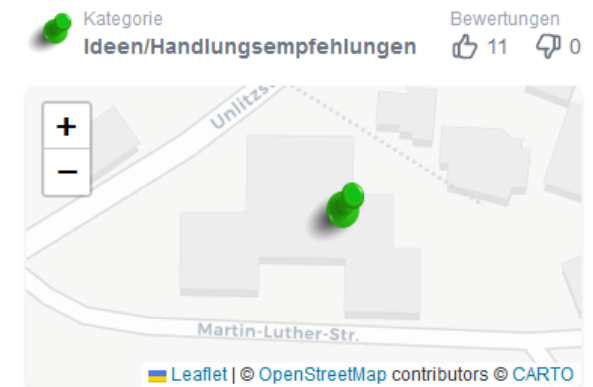 Kategorie
Ideen/Handlungsempfehlungen
Bewertungen
11 0
+
−
Unlitzs
Martin-Luther-Str.
Leaflet | © OpenStreetMap contributors © CARTO